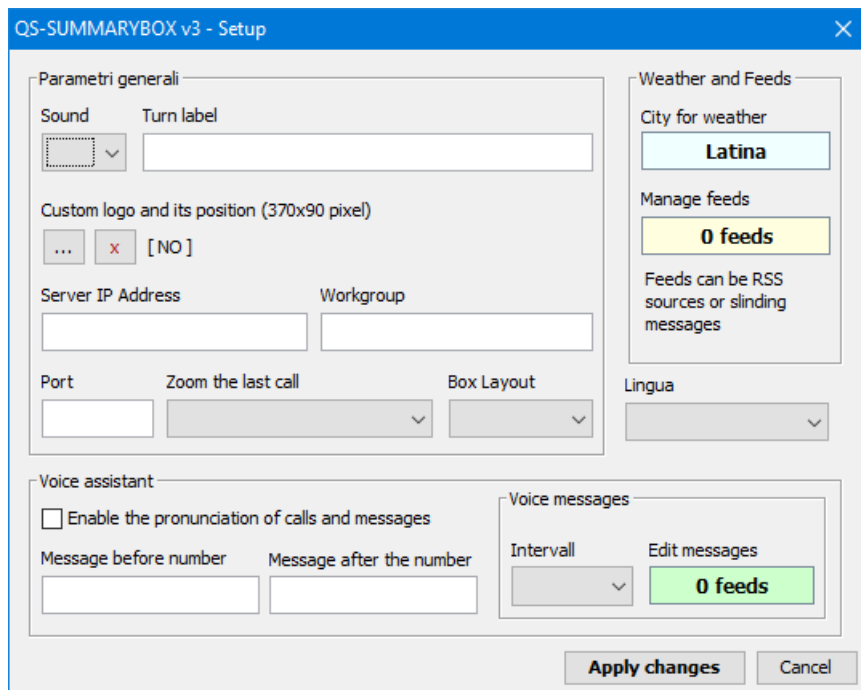 QS-SUMMARYBOX v3 - Setup
Parametri generali
Sound
Turn label
Custom logo and its position (370x90 pixel)
...
x
[ NO ]
Server IP Address
Workgroup
Port
Zoom the last call
Box Layout
Weather and Feeds
City for weather
Latina
Manage feeds
0 feeds
Feeds can be RSS
sources or slinding
messages
Lingua
Voice assistant
Enable the pronunciation of calls and messages
Message before number
Message after the number
Voice messages
Intervall
Edit messages
0 feeds
Apply changes
Cancel